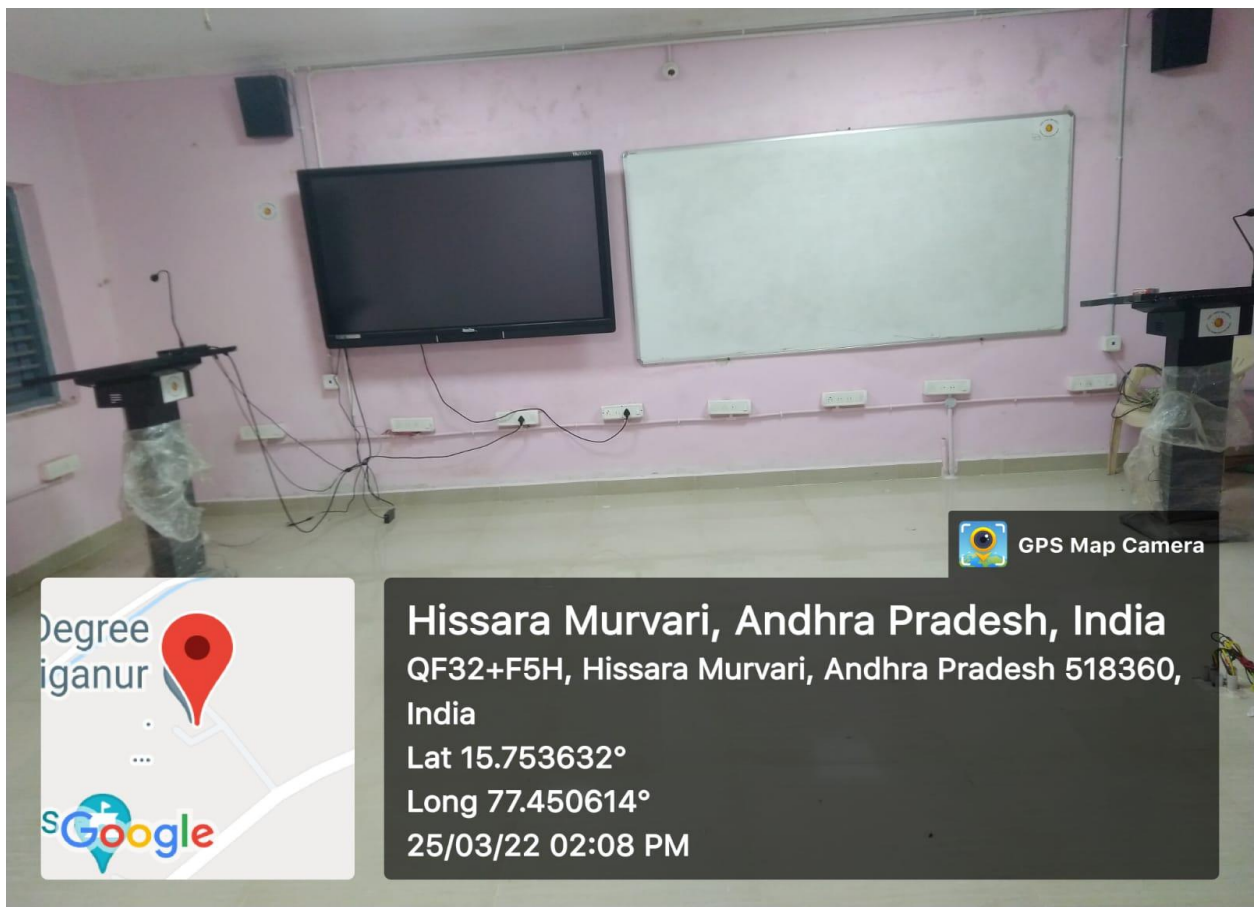 GPS Map Camera
Degree
iganur
Hissara Murvari, Andhra Pradesh, India
QF32+F5H, Hissara Murvari, Andhra Pradesh 518360,
India
Lat 15.753632°
Long 77.450614°
25/03/22 02:08 PM
Google